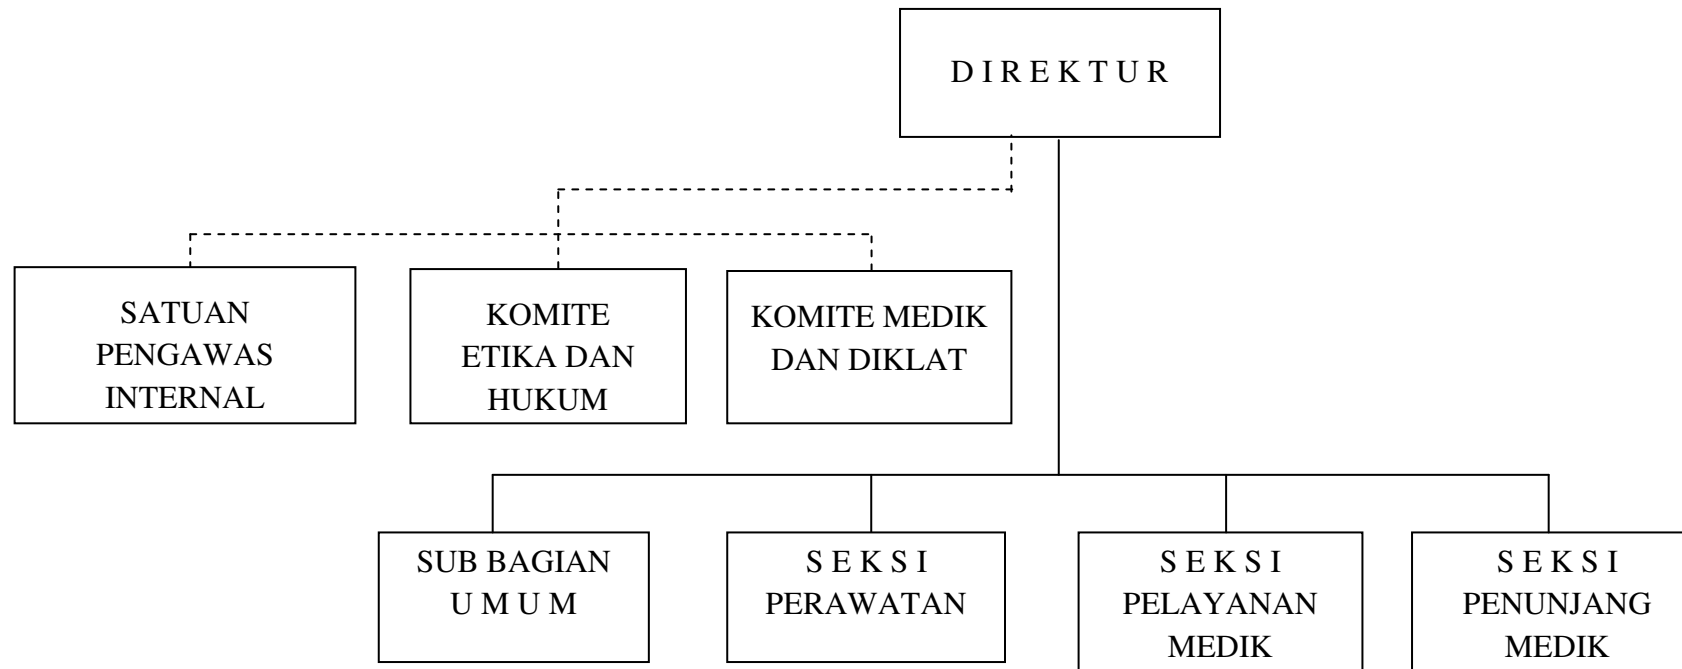 D I R E K T U R
SATUAN
PENGAWAS
INTERNAL
KOMITE
ETIKA DAN
HUKUM
KOMITE MEDIK
DAN DIKLAT
SUB BAGIAN
U M U M
S E K S I
PERAWATAN
S E K S I
PELAYANAN
MEDIK
S E K S I
PENUNJANG
MEDIK